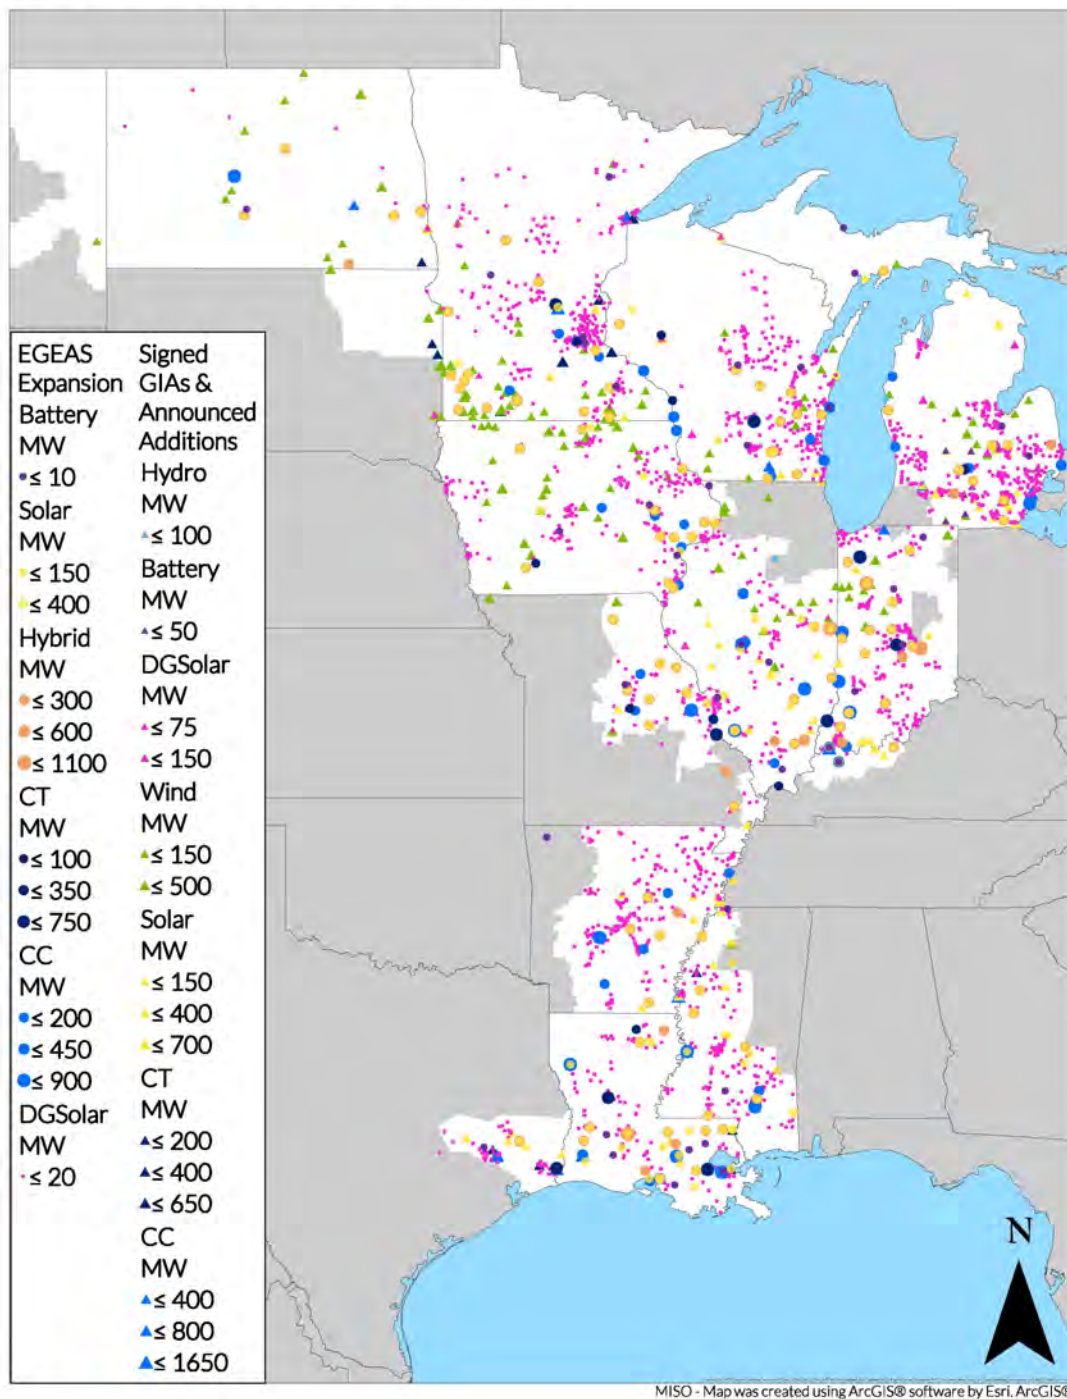 EGEAS
Expansion
Battery
MW
≤ 10
Solar
MW
≤ 150
≤ 400
Hybrid
MW
≤ 300
≤ 600
≤ 1100
CT
MW
≤ 100
≤ 350
≤ 750
CC
MW
≤ 200
≤ 450
≤ 900
DGSolar
MW
≤ 20
Signed
GIAs &
Announced
Additions
Hydro
MW
≤ 100
Battery
MW
≤ 50
DGSolar
MW
≤ 75
≤ 150
Wind
MW
≤ 150
≤ 500
Solar
MW
≤ 150
≤ 400
≤ 700
CT
MW
≤ 200
≤ 400
≤ 650
CC
MW
≤ 400
≤ 800
≤ 1650
N
MISO - Map was created using ArcGIS® software by Esri. ArcGIS®